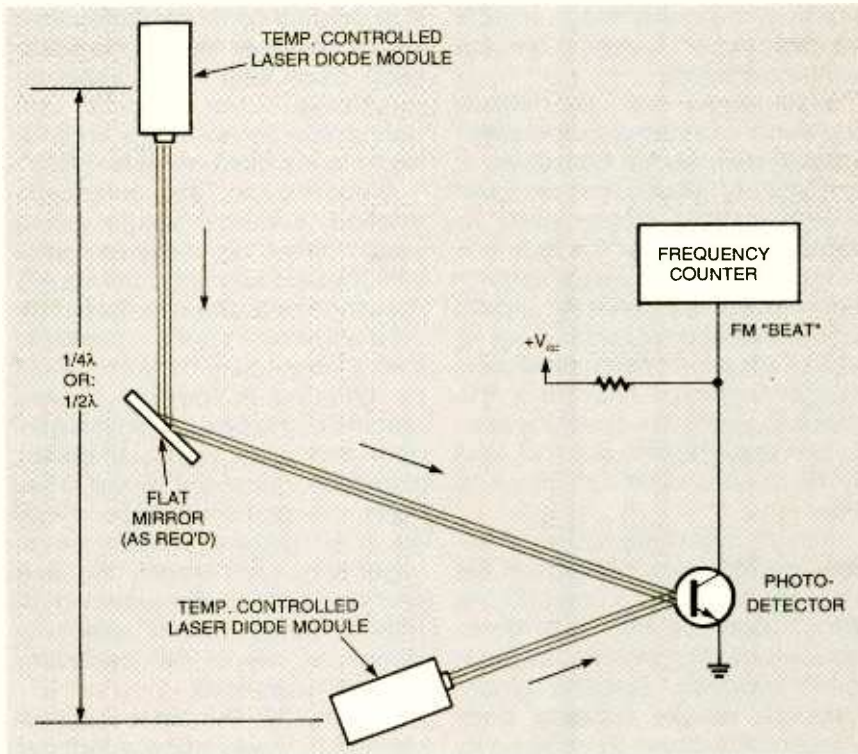 TEMP. CONTROLLED
LASER DIODE MODULE
FREQUENCY
COUNTER
FM "BEAT"
+Vcc
1/4λ
OR:
1/2λ
FLAT
MIRROR
(AS REQ'D)
TEMP. CONTROLLED
LASER DIODE MODULE
PHOTO-
DETECTOR